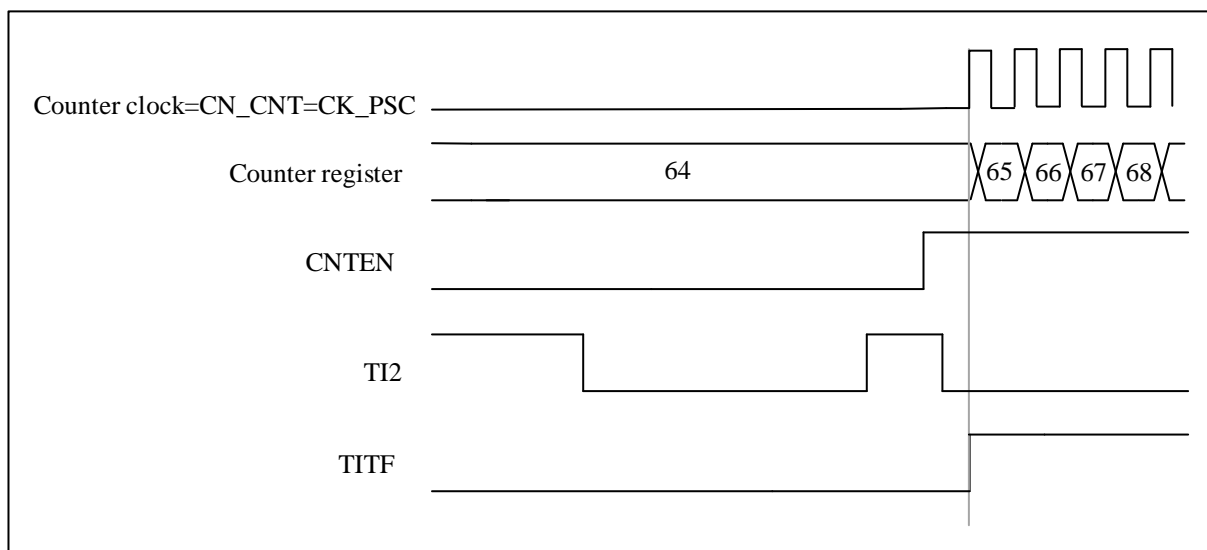 Counter clock=CN_CNT=CK_PSC
Counter register
64
65
66
67
68
CNTEN
TI2
TITF